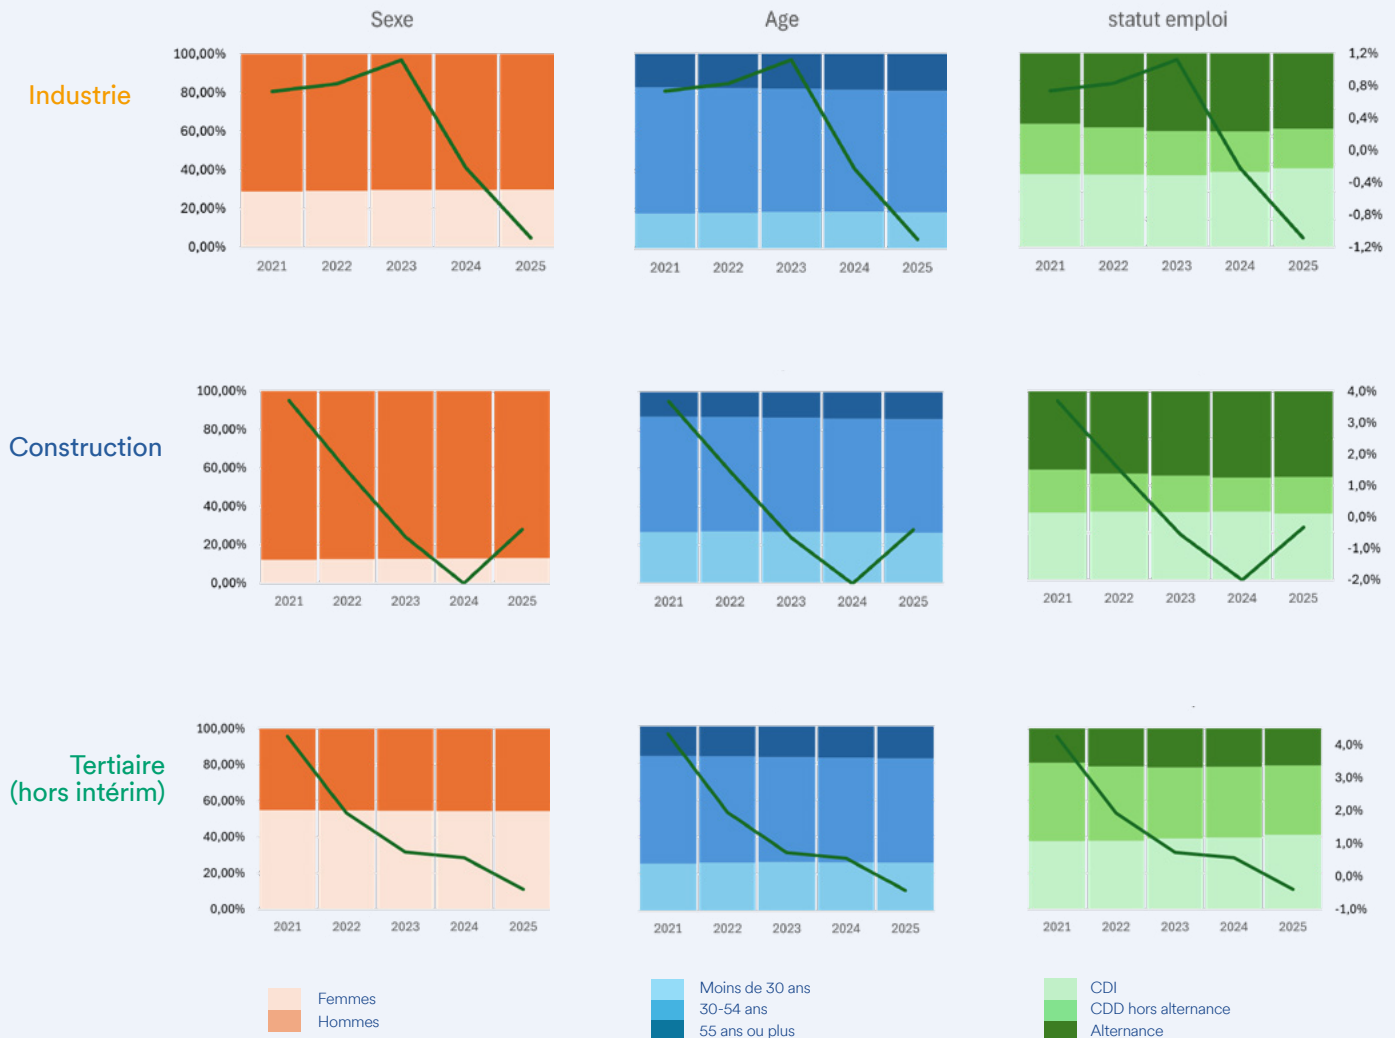 Sexe
Age
statut emploi
Industrie
100,00%
80,00%
60,00%
40,00%
20,00%
0,00%
2021 2022 2023 2024 2025
2021 2022 2023 2024 2025
2021 2022 2023 2024 2025
1,2%
0,8%
0,4%
0,0%
-0,4%
-0,8%
-1,2%
Construction
100,00%
80,00%
60,00%
40,00%
20,00%
0,00%
2021 2022 2023 2024 2025
2021 2022 2023 2024 2025
2021 2022 2023 2024 2025
4,0%
3,0%
2,0%
1,0%
0,0%
-1,0%
-2,0%
Tertiaire
(hors intérim)
100,00%
80,00%
60,00%
40,00%
20,00%
0,00%
2021 2022 2023 2024 2025
2021 2022 2023 2024 2025
2021 2022 2023 2024 2025
4,0%
3,0%
2,0%
1,0%
0,0%
-1,0%
Femmes
Hommes
Moins de 30 ans
30-54 ans
55 ans ou plus
CDI
CDD hors alternance
Alternance